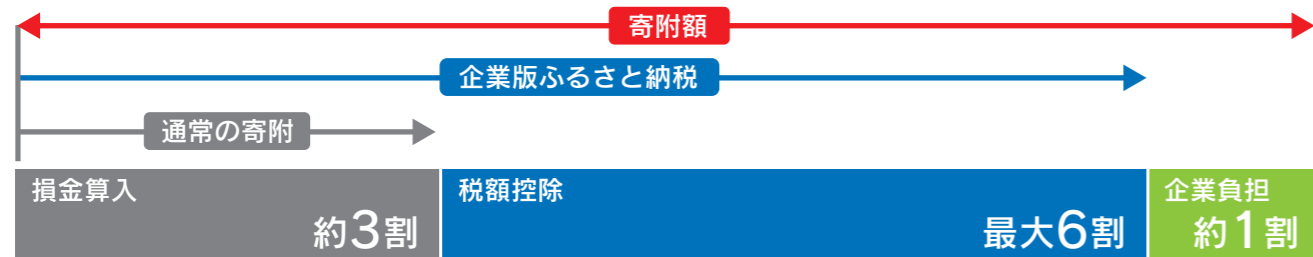 寄附額
企業版ふるさと納税
通常の寄附
損金算入
約3割
税額控除
最大6割
企業負担
約1割